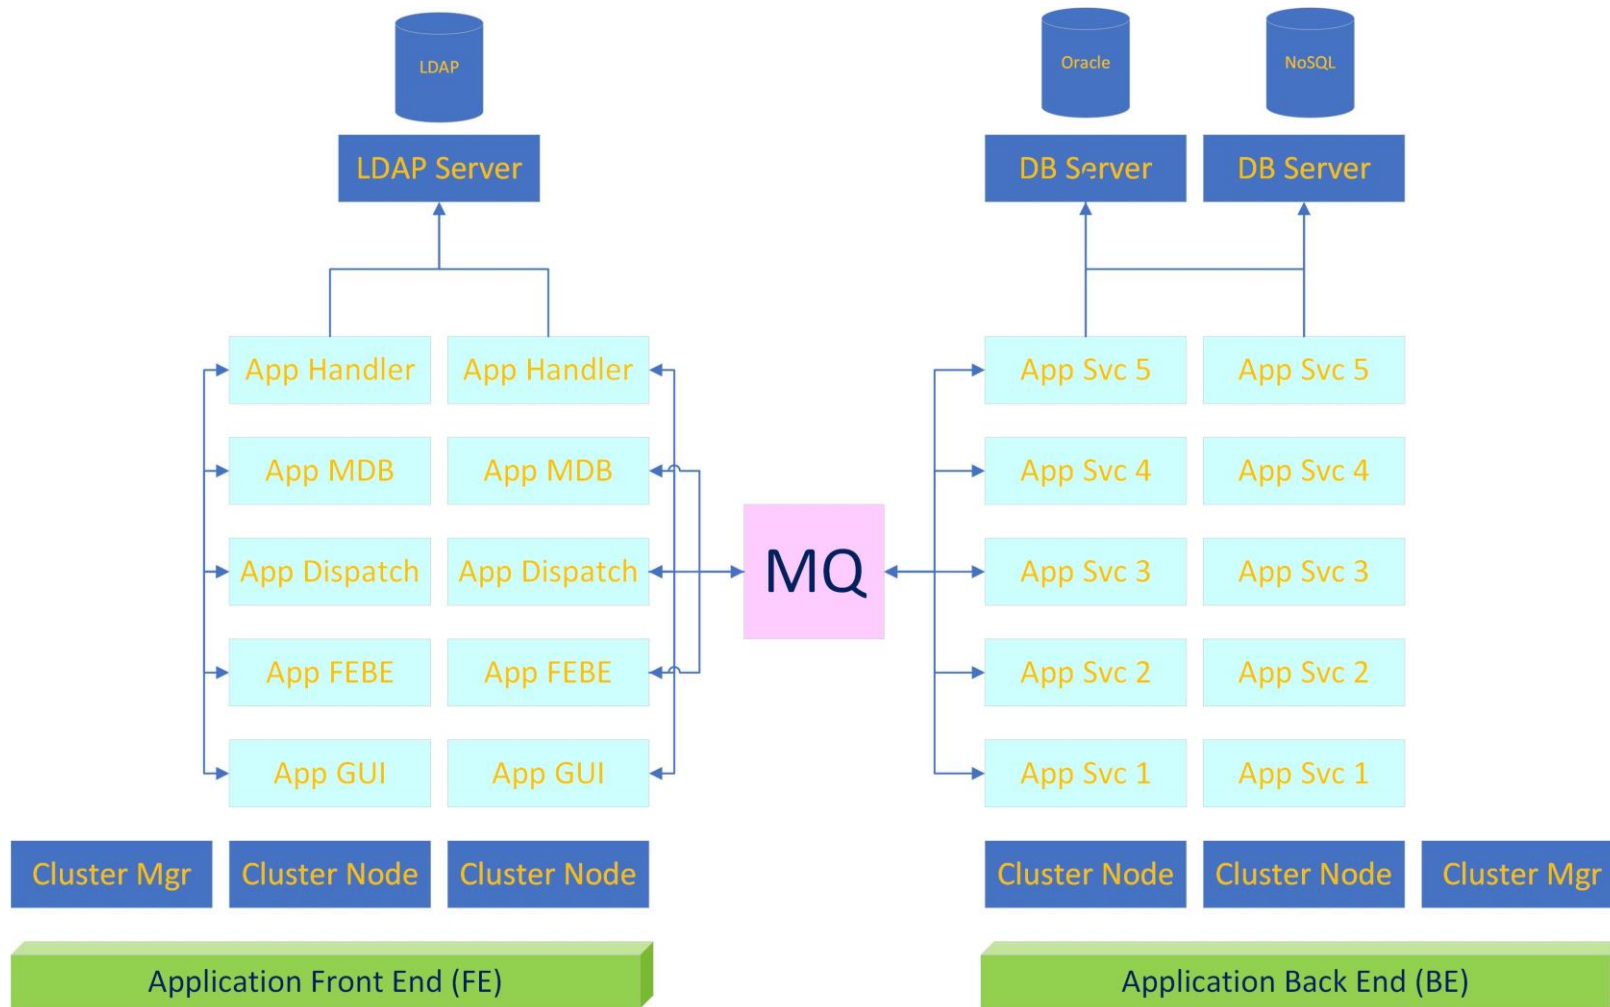 LDAP
Oracle
NoSQL
LDAP Server
DB Server
DB Server
App Handler
App Handler
App Svc 5
App Svc 5
App MDB
App MDB
App Svc 4
App Svc 4
MQ
App Dispatch
App Dispatch
App Svc 3
App Svc 3
App FEBE
App FEBE
App Svc 2
App Svc 2
App GUI
App GUI
App Svc 1
App Svc 1
Cluster Mgr
Cluster Node
Cluster Node
Cluster Node
Cluster Node
Cluster Mgr
Application Front End (FE)
Application Back End (BE)